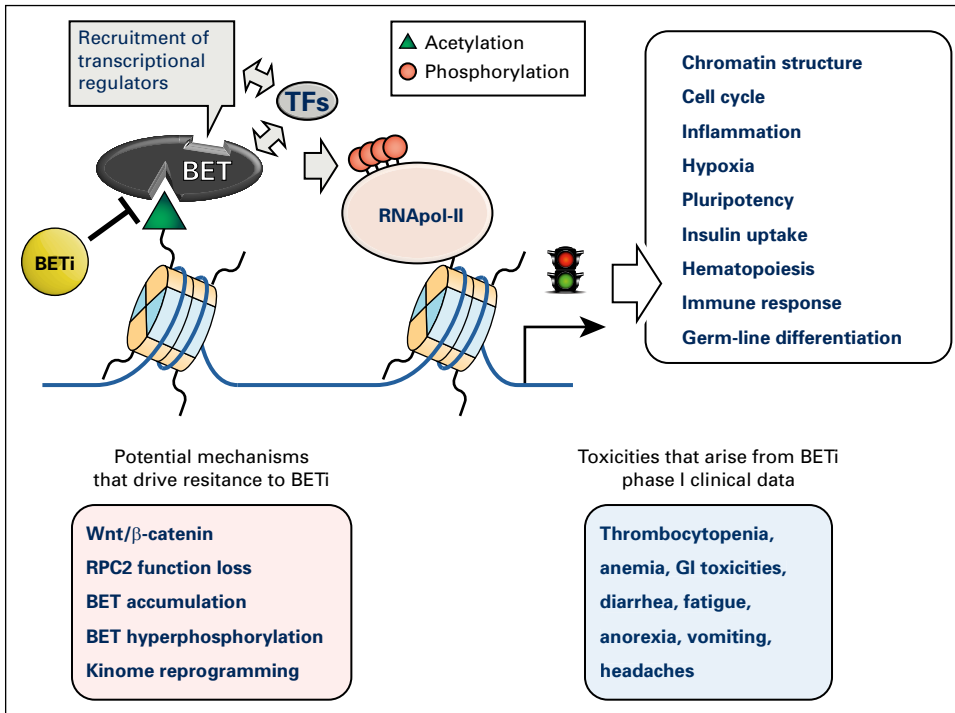 Recruitment of
transcriptional
regulators
TFs
BET
BETi
Acetylation
Phosphorylation
RNApol-II
Chromatin structure
Cell cycle
Inflammation
Hypoxia
Pluripotency
Insulin uptake
Hematopoiesis
Immune response
Germ-line differentiation
Potential mechanisms
that drive resitance to BETi
Wnt/β-catenin
RPC2 function loss
BET accumulation
BET hyperphosphorylation
Kinome reprogramming
Toxicities that arise from BETi
phase I clinical data
Thrombocytopenia,
anemia, GI toxicities,
diarrhea, fatigue,
anorexia, vomiting,
headaches